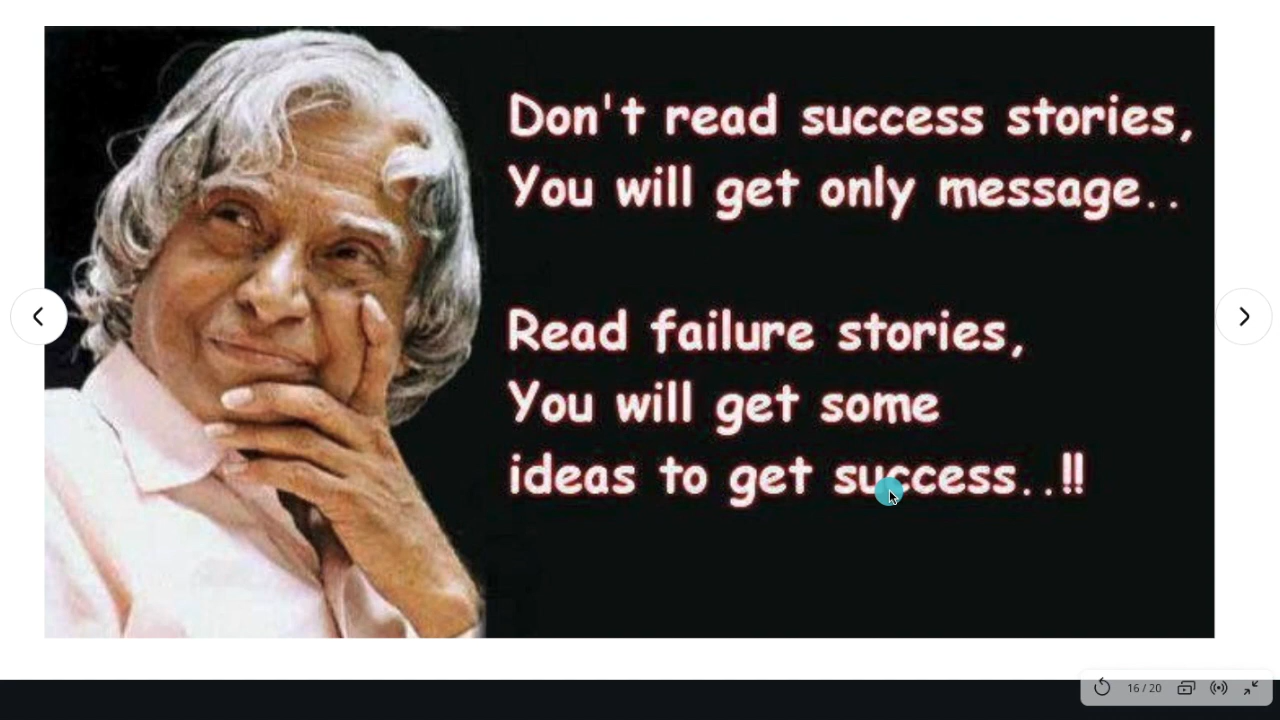 Don't read success stories,
You will get only message..
Read failure stories,
You will get some
ideas to get success..!!
16 / 20